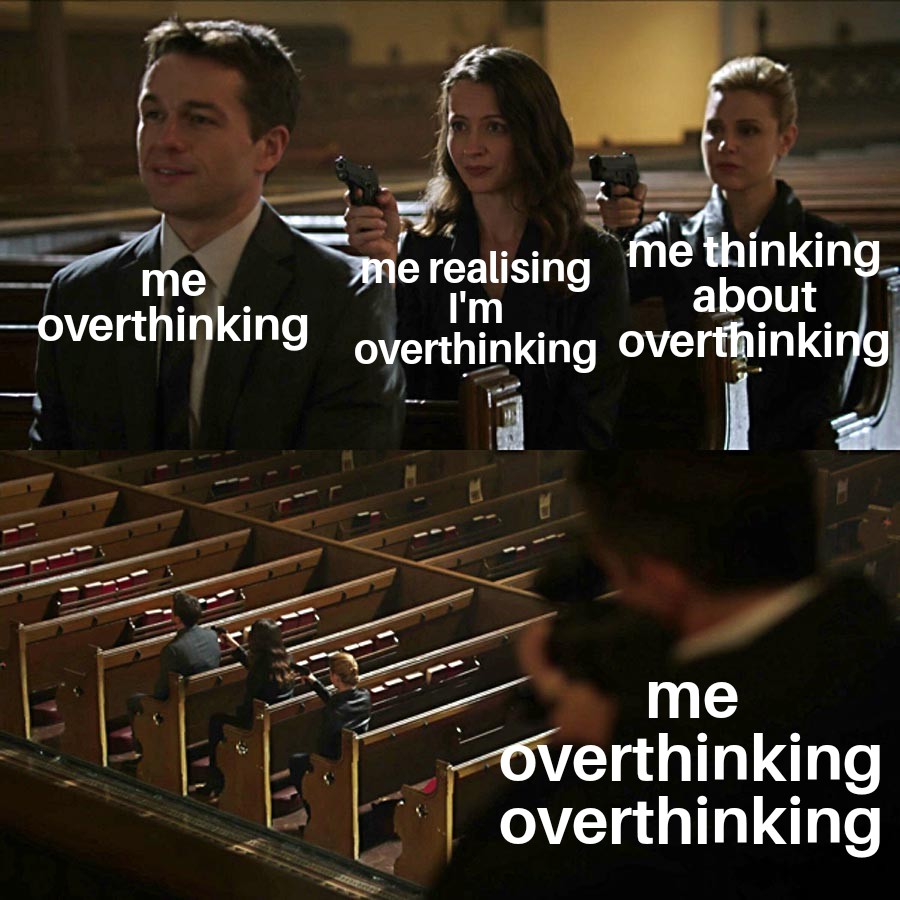 me
overthinking
me realising
I'm
overthinking
me thinking
about
overthinking
me
overthinking
overthinking